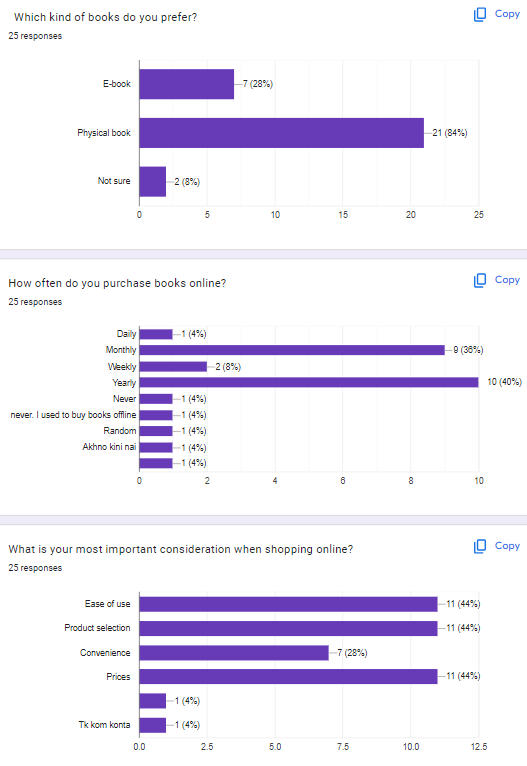 Which kind of books do you prefer?
Copy
25 responses
E-book
7 (28%)
Physical book
21 (84%)
Not sure
2 (8%)
0 5 10 15 20 25
How often do you purchase books online?
Copy
25 responses
Daily
1 (4%)
Monthly
9 (36%)
Weekly
2 (8%)
Yearly
10 (40%)
Never
1 (4%)
never. I used to buy books offline
1 (4%)
Random
1 (4%)
Akhno kini nai
1 (4%)
1 (4%)
0 2 4 6 8 10
What is your most important consideration when shopping online?
Copy
25 responses
Ease of use
11 (44%)
Product selection
11 (44%)
Convenience
7 (28%)
Prices
11 (44%)
1 (4%)
Tk kom konta
1 (4%)
0.0 2.5 5.0 7.5 10.0 12.5